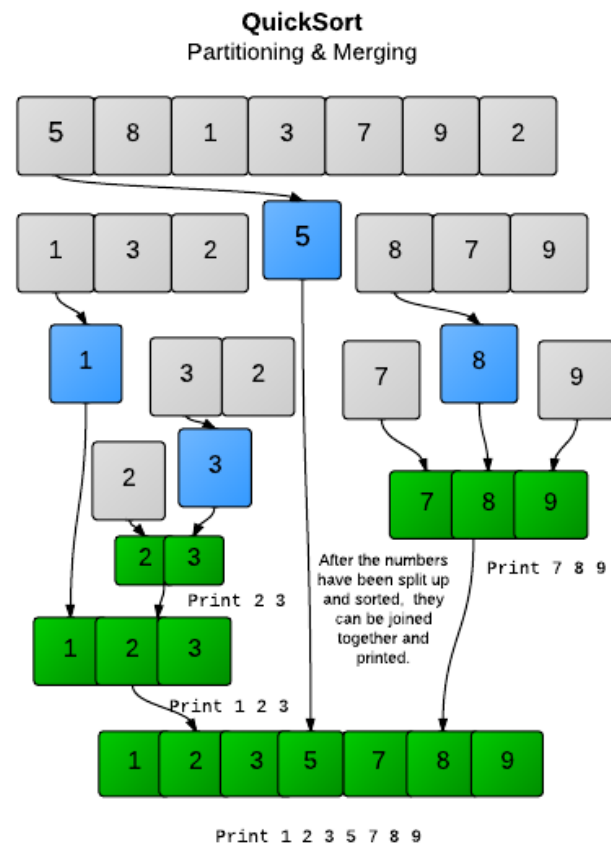 QuickSort
Partitioning & Merging
5 8 1 3 7 9 2
5
1 3 2
8 7 9
1
3 2
7
8
9
2
3
7 8 9
2 3
After the numbers
have been split up
and sorted, they
can be joined
together and
printed.
Print 7 8 9
Print 2 3
1 2 3
Print 1 2 3
1 2 3 5 7 8 9
Print 1 2 3 5 7 8 9